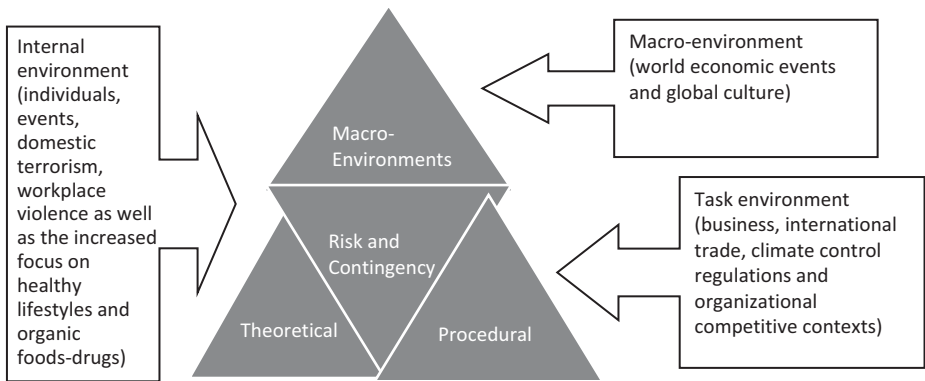 Internal
environment
(individuals,
events,
domestic
terrorism,
workplace
violence as well
as the increased
focus on
healthy
lifestyles and
organic
foods-drugs)
Macro-
Environments
Risk and
Contingency
Theoretical
Procedural
Macro-environment
(world economic events
and global culture)
Task environment
(business, international
trade, climate control
regulations and
organizational
competitive contexts)